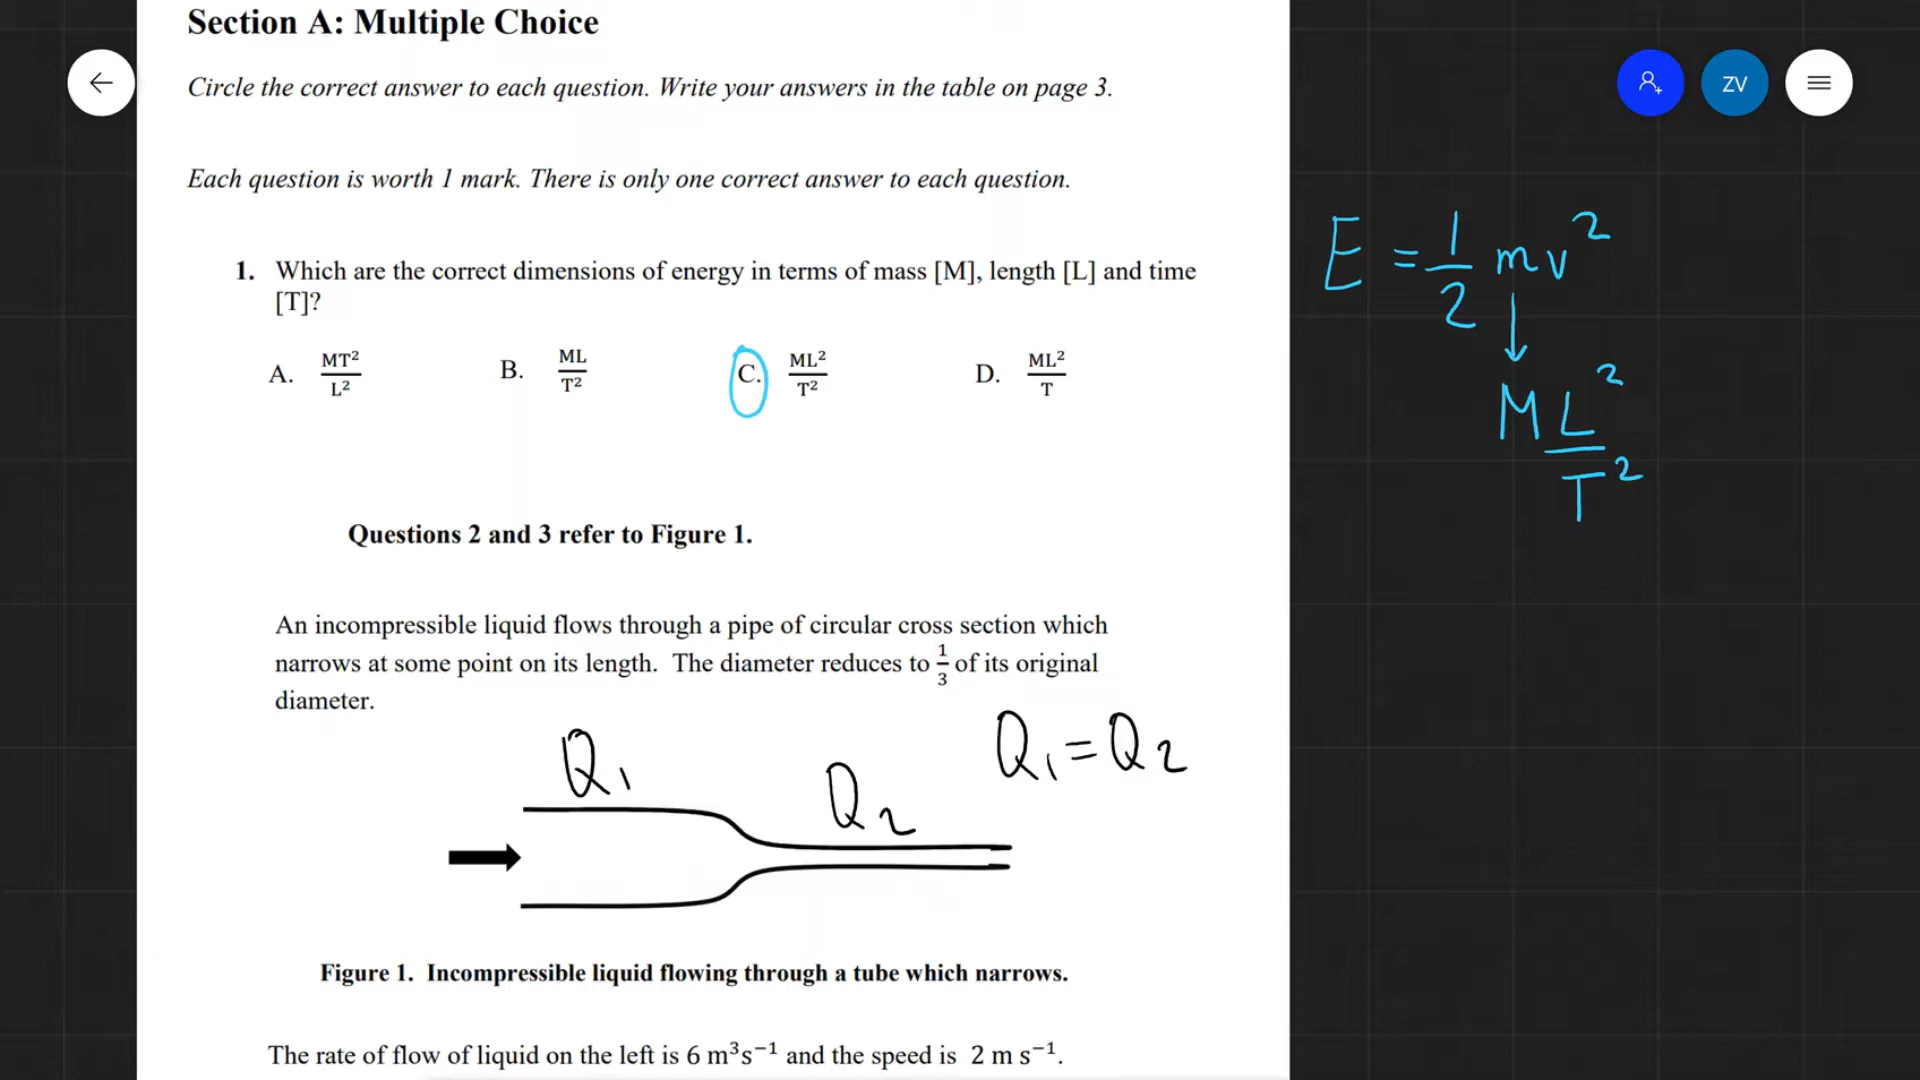 Section A: Multiple Choice
Circle the correct answer to each question. Write your answers in the table on page 3.
ZV
Each question is worth 1 mark. There is only one correct answer to each question.
1. Which are the correct dimensions of energy in terms of mass [M], length [L] and time
[T]?
A. MT²/L² B. ML/T² C. ML²/T² D. ML²/T
E = 1/2 mv²
ML²/T²
Questions 2 and 3 refer to Figure 1.
An incompressible liquid flows through a pipe of circular cross section which
narrows at some point on its length. The diameter reduces to 1/3 of its original
diameter.
Q₁
Q₂
Q₁=Q₂
Figure 1. Incompressible liquid flowing through a tube which narrows.
The rate of flow of liquid on the left is 6 m³s⁻¹ and the speed is 2 m s⁻¹.